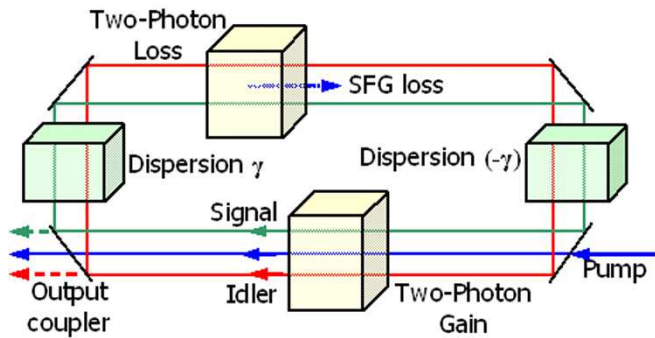 Two-Photon
Loss
SFG loss
Dispersion γ
Dispersion (-γ)
Signal
Pump
Idler
Output
coupler
Two-Photon
Gain